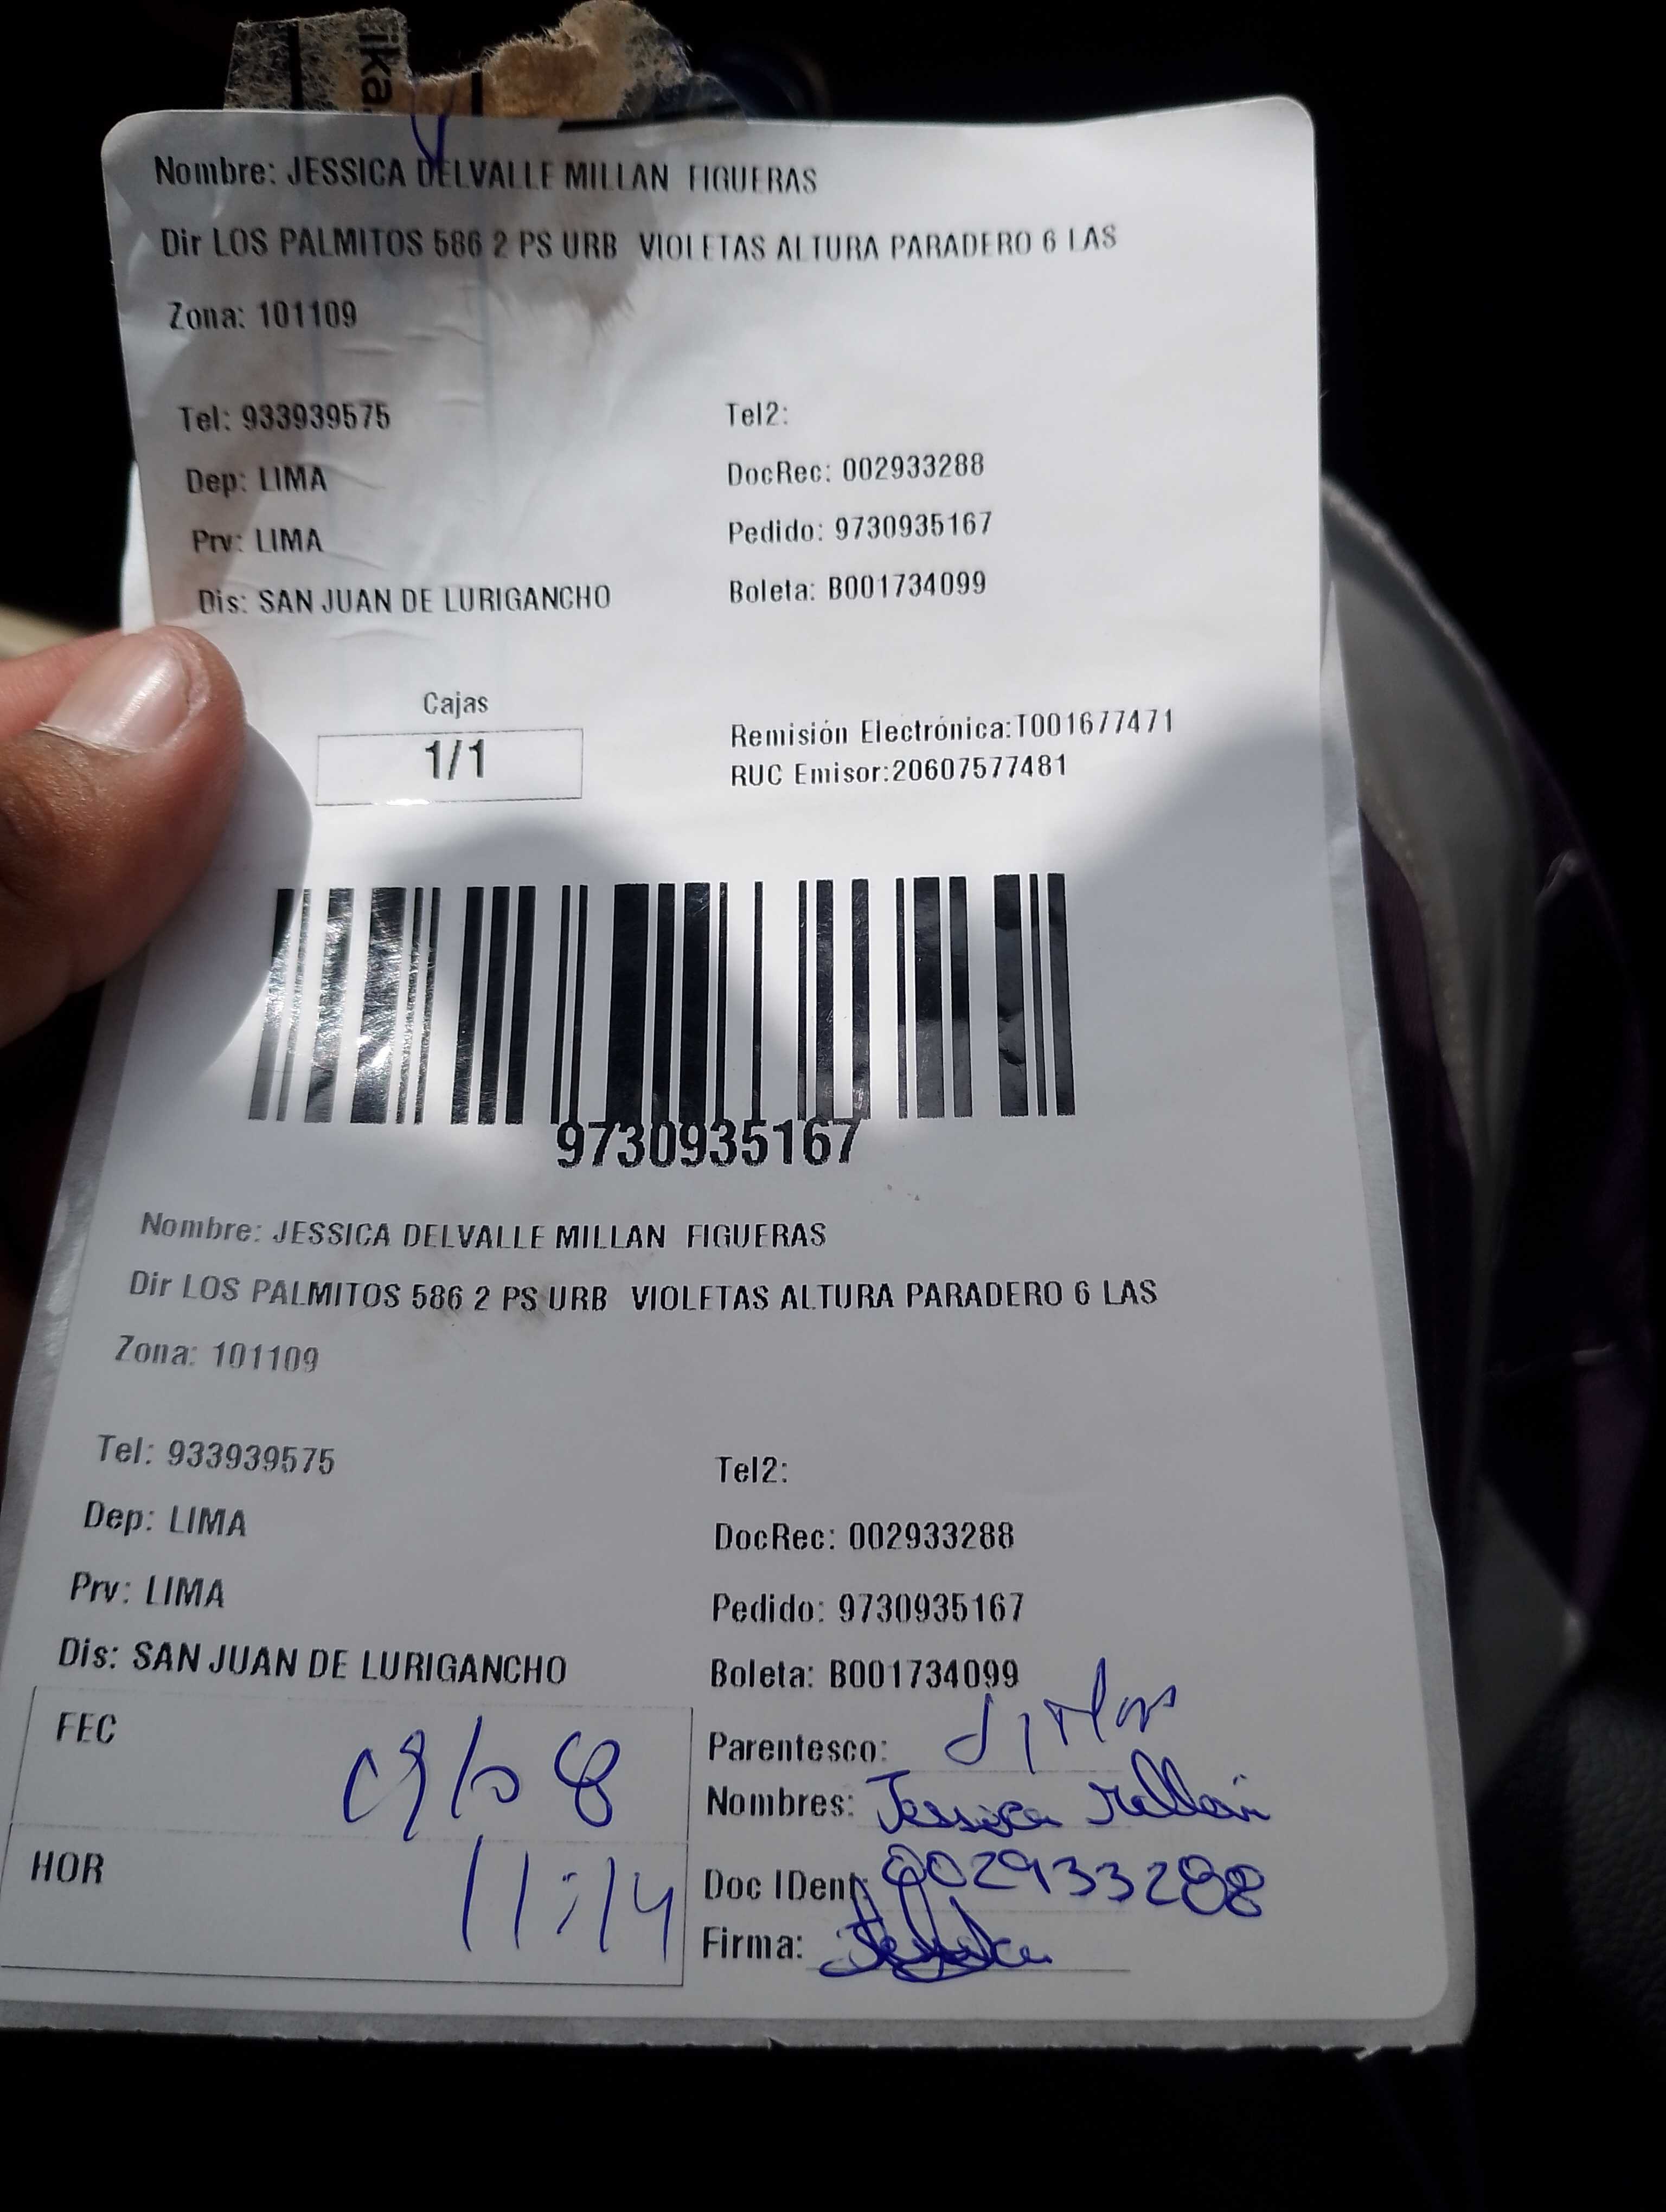 ika
Nombre: JESSICA DELVALLE MILLAN FIGUERAS
Dir LOS PALMITOS 586 2 PS URB VIOLETAS ALTURA PARADERO 6 LAS
Zona: 101109
Tel: 933939575 Tel2:
Dep: LIMA DocRec: 002933288
Prv: LIMA Pedido: 9730935167
Dis: SAN JUAN DE LURIGANCHO Boleta: B001734099
Cajas
1/1
Remisión Electrónica:T001677471
RUC Emisor:20607577481
9730935167
Nombre: JESSICA DELVALLE MILLAN FIGUERAS
Dir LOS PALMITOS 586 2 PS URB VIOLETAS ALTURA PARADERO 6 LAS
Zona: 101109
Tel: 933939575 Tel2:
Dep: LIMA DocRec: 002933288
Prv: LIMA Pedido: 9730935167
Dis: SAN JUAN DE LURIGANCHO Boleta: B001734099
FEC 09/08
HOR 11:14
Parentesco:
Nombres: Jessica Millan
Doc IDent: 002933288
Firma: